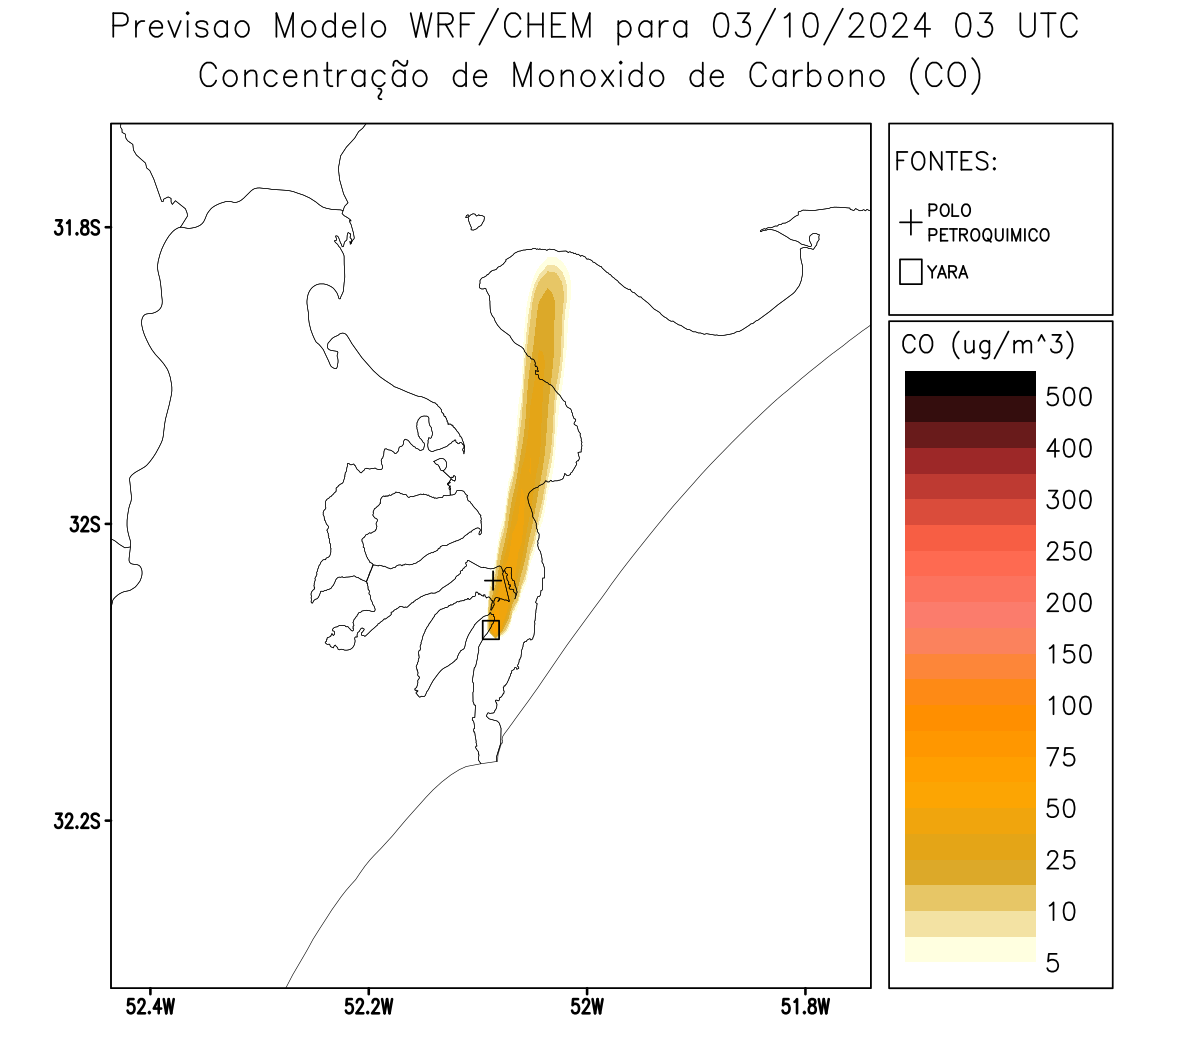 Previsao Modelo WRF/CHEM para 03/10/2024 03 UTC
Concentração de Monoxido de Carbono (CO)
FONTES:
POLO
PETROQUIMICO
YARA
CO (ug/m^3)
500
400
300
250
200
150
100
75
50
25
10
5
31.8S
32S
32.2S
52.4W
52.2W
52W
51.8W